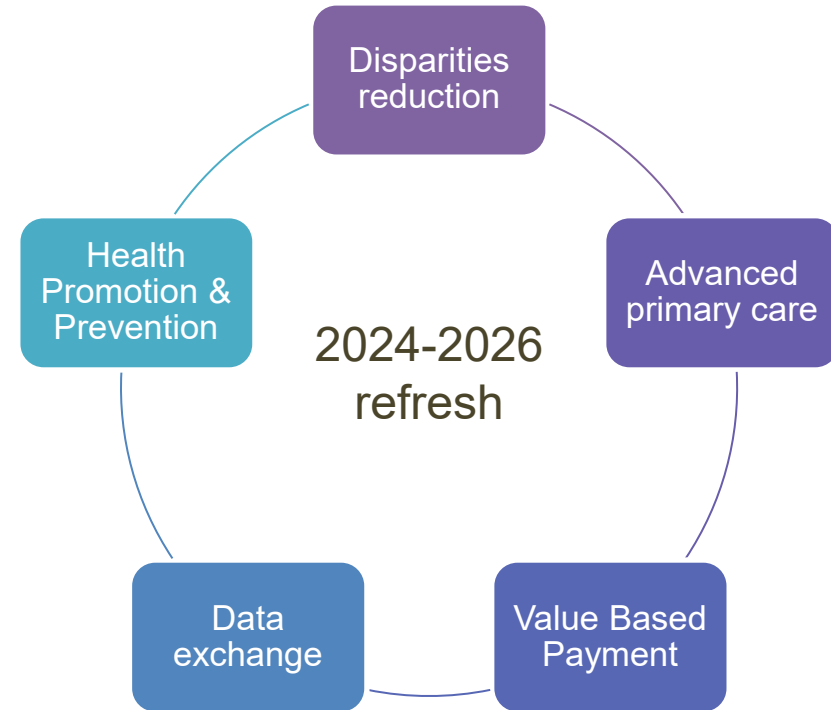 Disparities
reduction
Advanced
primary care
Value Based
Payment
Data
exchange
Health
Promotion &
Prevention
2024-2026
refresh